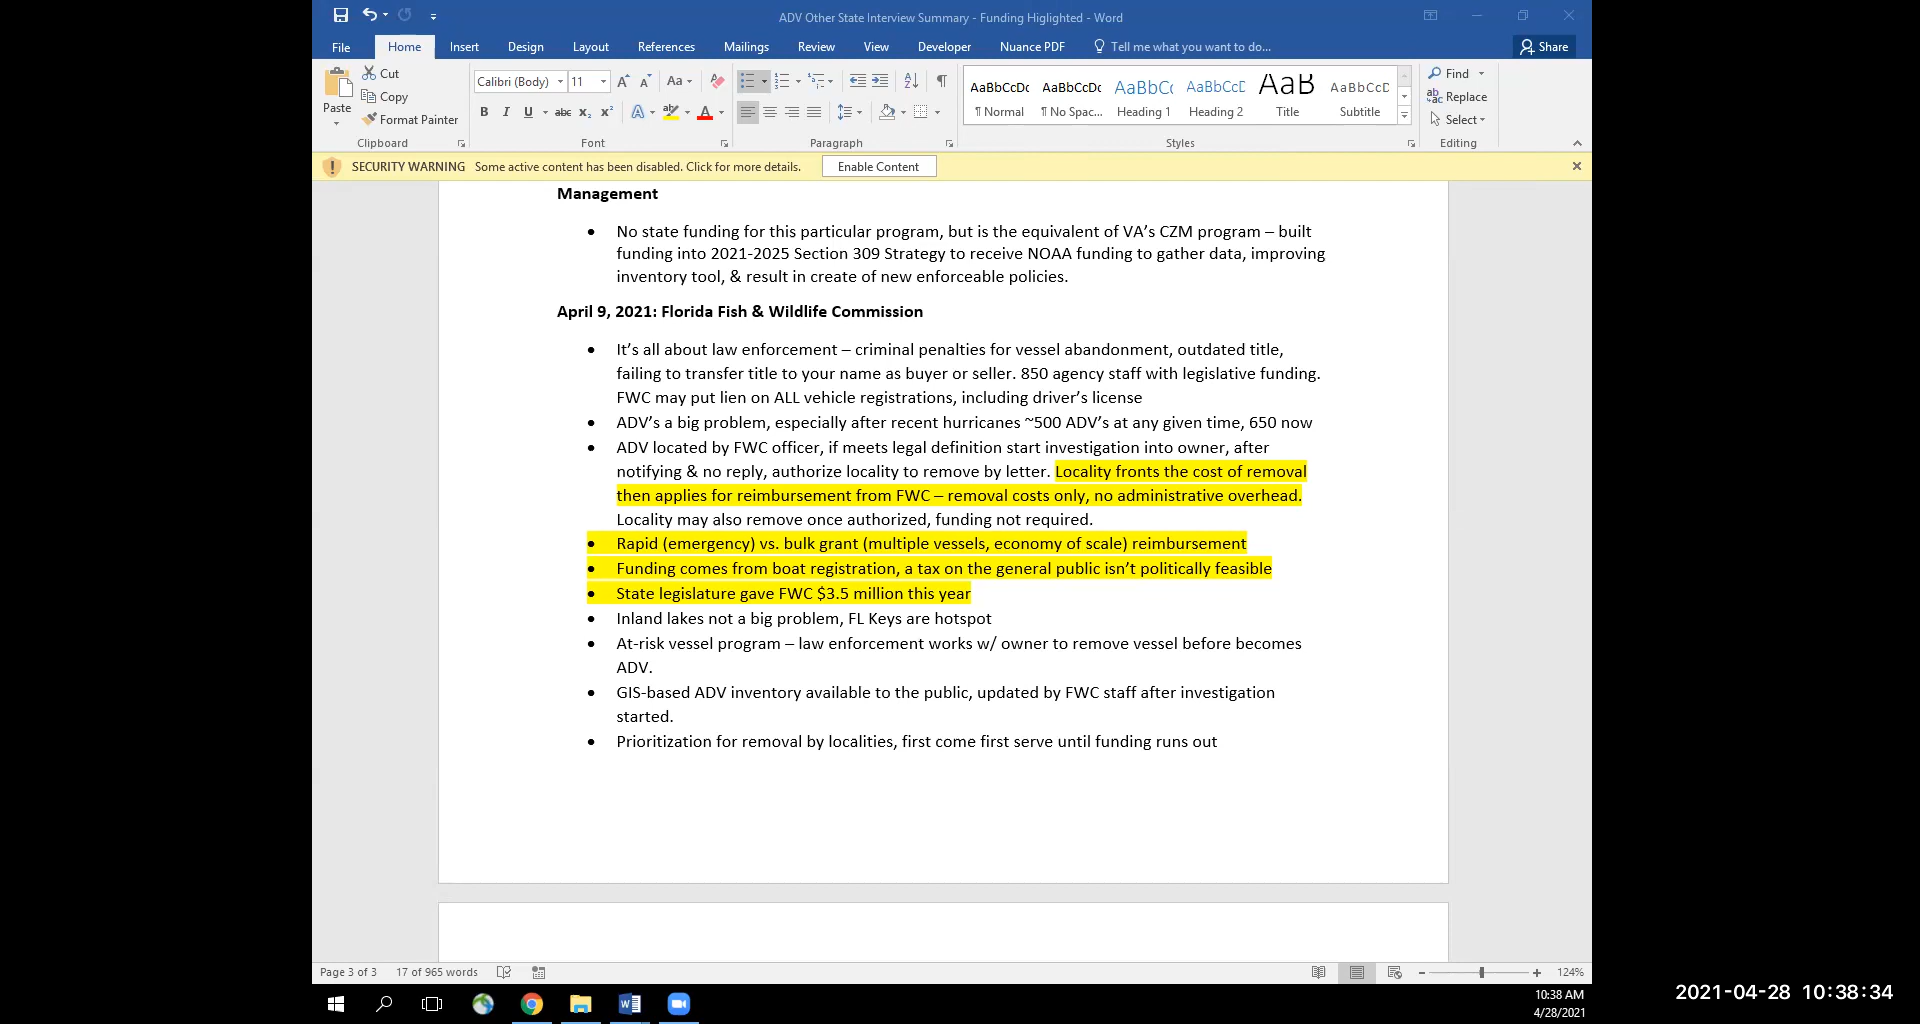 ADV Other State Interview Summary - Funding Higlighted - Word
File Home Insert Design Layout References Mailings Review View Developer Nuance PDF Tell me what you want to do... Share
Paste
Cut
Copy
Format Painter
Clipboard
Calibri (Body) 11
Font
Paragraph
AaBbCcDc AaBbCcDc AaBbCc AaBbCcD AaB AaBbCcD
¶ Normal ¶ No Spac... Heading 1 Heading 2 Title Subtitle
Styles
Find
Replace
Select
Editing
SECURITY WARNING Some active content has been disabled. Click for more details. Enable Content
Management
• No state funding for this particular program, but is the equivalent of VA’s CZM program – built
funding into 2021-2025 Section 309 Strategy to receive NOAA funding to gather data, improving
inventory tool, & result in create of new enforceable policies.
April 9, 2021: Florida Fish & Wildlife Commission
• It’s all about law enforcement – criminal penalties for vessel abandonment, outdated title,
failing to transfer title to your name as buyer or seller. 850 agency staff with legislative funding.
FWC may put lien on ALL vehicle registrations, including driver’s license
• ADV’s a big problem, especially after recent hurricanes ~500 ADV’s at any given time, 650 now
• ADV located by FWC officer, if meets legal definition start investigation into owner, after
notifying & no reply, authorize locality to remove by letter. Locality fronts the cost of removal
then applies for reimbursement from FWC – removal costs only, no administrative overhead.
Locality may also remove once authorized, funding not required.
• Rapid (emergency) vs. bulk grant (multiple vessels, economy of scale) reimbursement
• Funding comes from boat registration, a tax on the general public isn’t politically feasible
• State legislature gave FWC $3.5 million this year
• Inland lakes not a big problem, FL Keys are hotspot
• At-risk vessel program – law enforcement works w/ owner to remove vessel before becomes
ADV.
• GIS-based ADV inventory available to the public, updated by FWC staff after investigation
started.
• Prioritization for removal by localities, first come first serve until funding runs out
Page 3 of 3 17 of 965 words 124%
10:38 AM
4/28/2021
2021-04-28 10:38:34